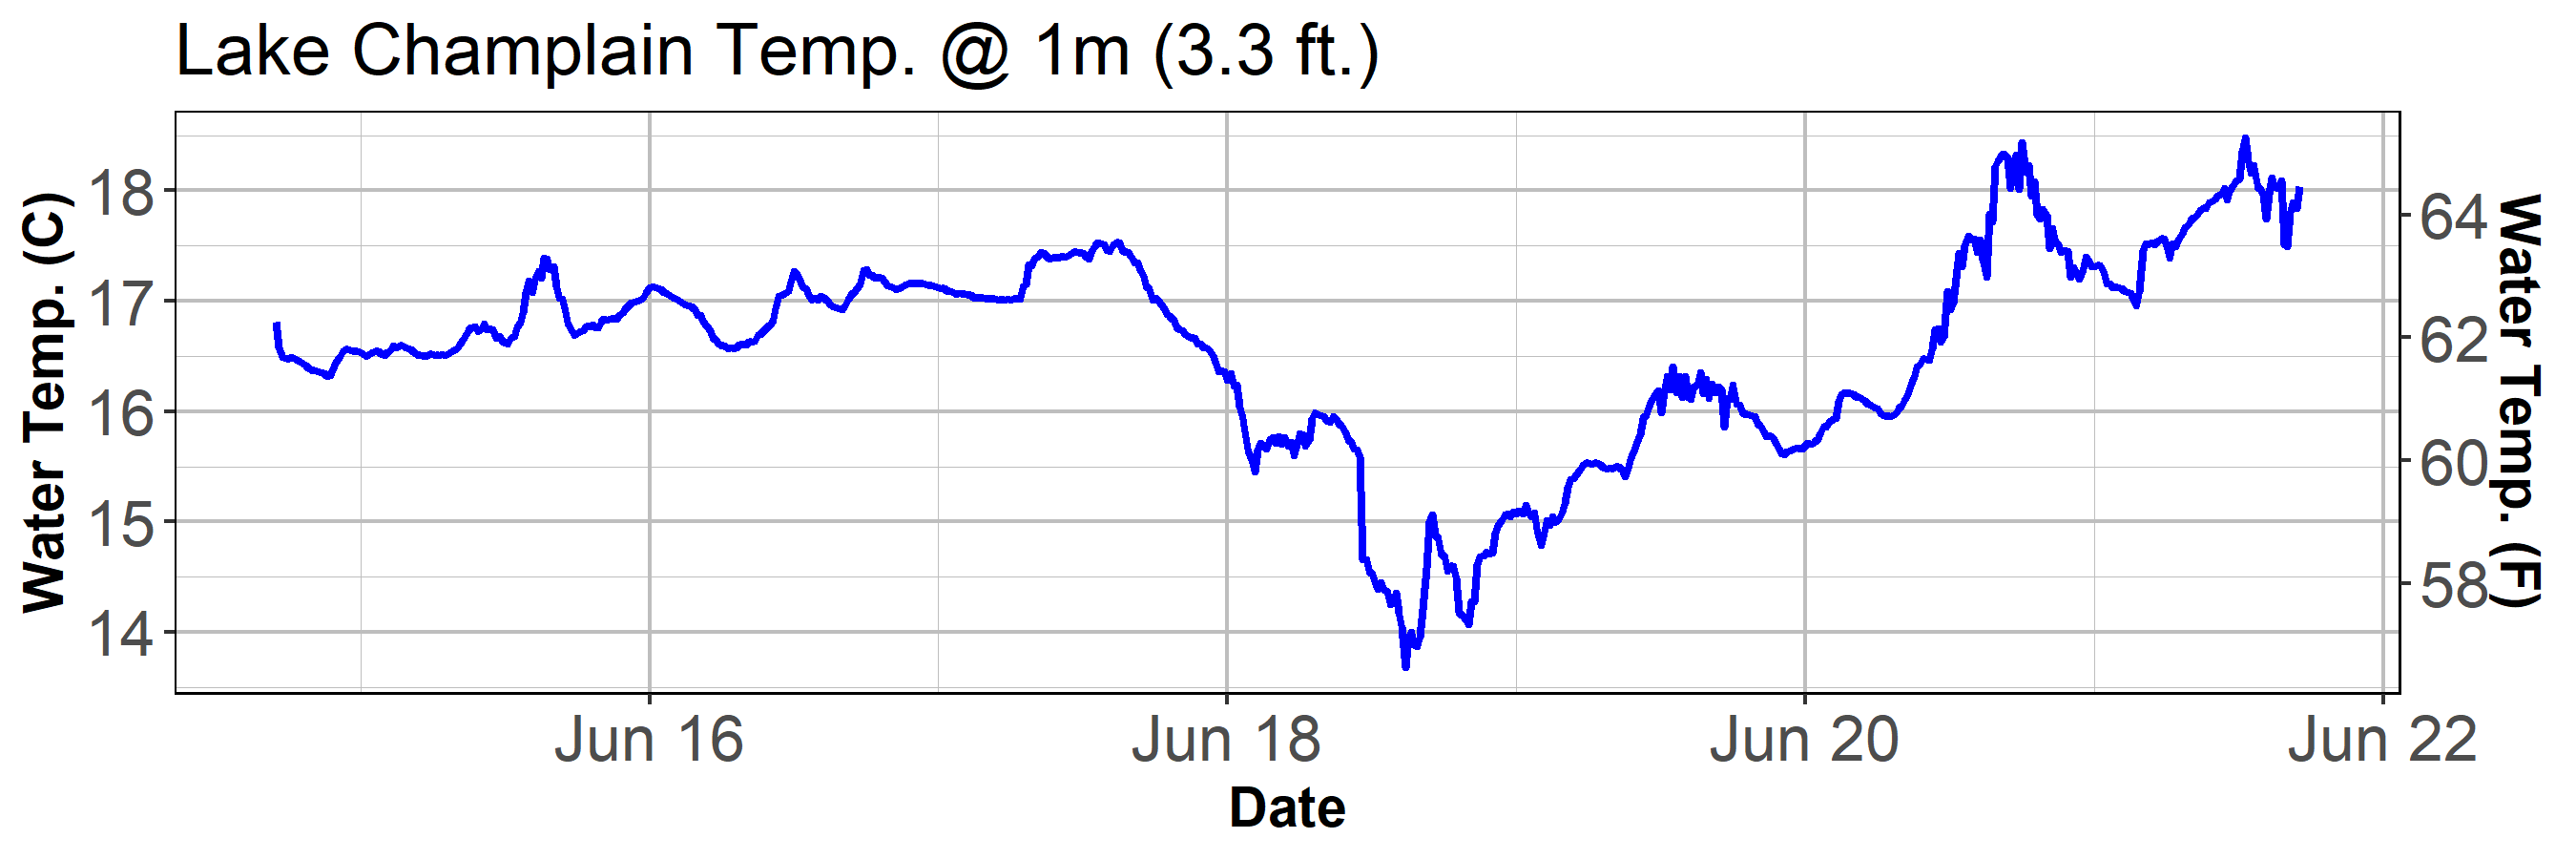 Lake Champlain Temp. @ 1m (3.3 ft.)
Water Temp. (C)
18
17
16
15
14
64
62
60
58
Water Temp. (F)
Jun 16
Jun 18
Jun 20
Jun 22
Date